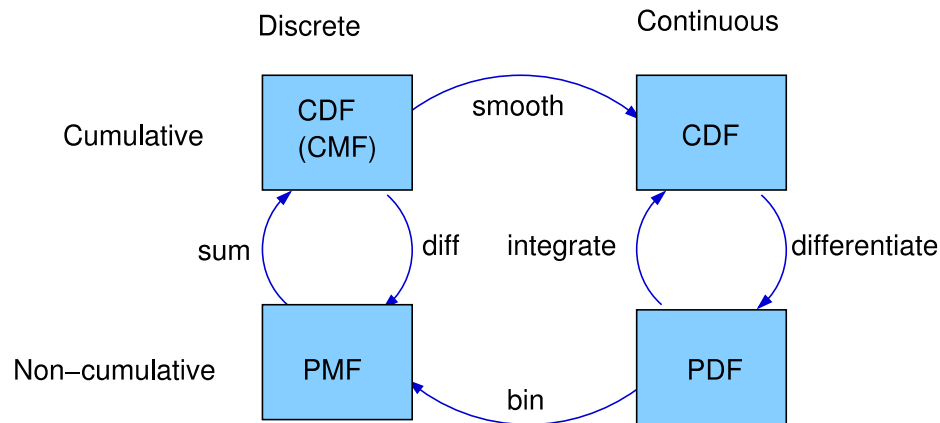 Discrete
Continuous
Cumulative
CDF
(CMF)
smooth
CDF
sum
diff
integrate
differentiate
Non−cumulative
PMF
bin
PDF